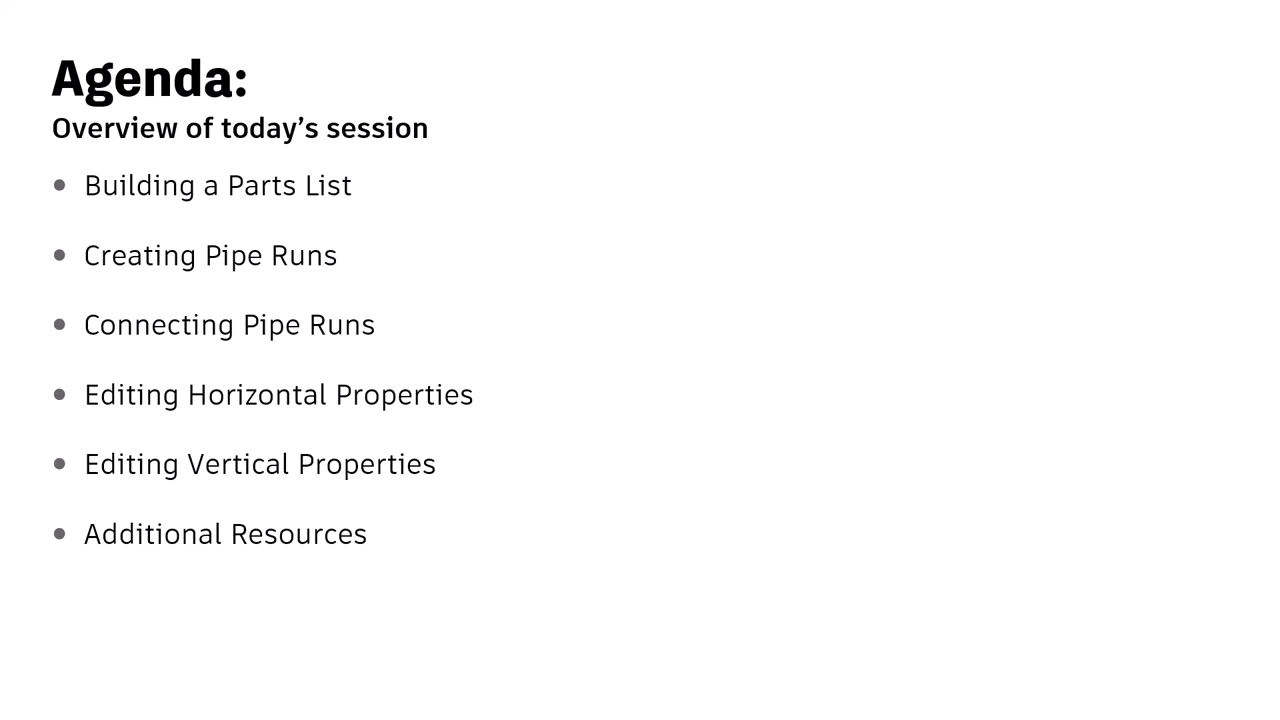 Agenda:
Overview of today’s session
• Building a Parts List
• Creating Pipe Runs
• Connecting Pipe Runs
• Editing Horizontal Properties
• Editing Vertical Properties
• Additional Resources